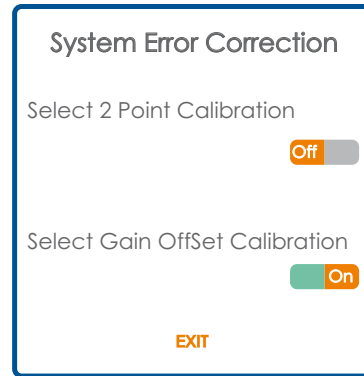 System Error Correction
Select 2 Point Calibration
Off
Select Gain OffSet Calibration
On
EXIT